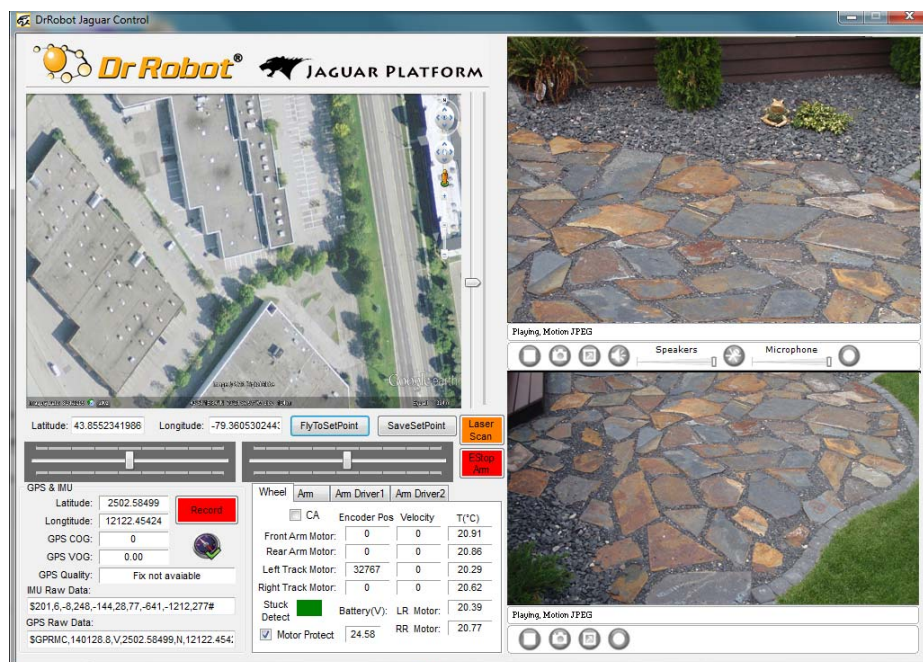 DrRobot Jaguar Control
Dr Robot® JAGUAR PLATFORM
Google earth
Playing, Motion JPEG
Speakers Microphone
Latitude: 43.8552341986 Longitude: -79.3605302443 FlyToSetPoint SaveSetPoint Laser Scan
EStop Arm
GPS & IMU
Latitude: 2502.58499
Longtitude: 12122.45424
Record
GPS COG: 0
GPS VOG: 0.00
GPS Quality: Fix not avaiable
IMU Raw Data:
$201,6,-8,248,-144,28,77,-641,-1212,277#
GPS Raw Data:
$GPRMC,140128.8,V,2502.58499,N,12122.454
Wheel Arm Arm Driver1 Arm Driver2
CA Encoder Pos Velocity T(°C)
Front Arm Motor: 0 0 20.91
Rear Arm Motor: 0 0 20.86
Left Track Motor: 32767 0 20.29
Right Track Motor: 0 0 20.62
Stuck Detect Battery(V): LR Motor: 20.39
Motor Protect 24.58 RR Motor: 20.77
Playing, Motion JPEG